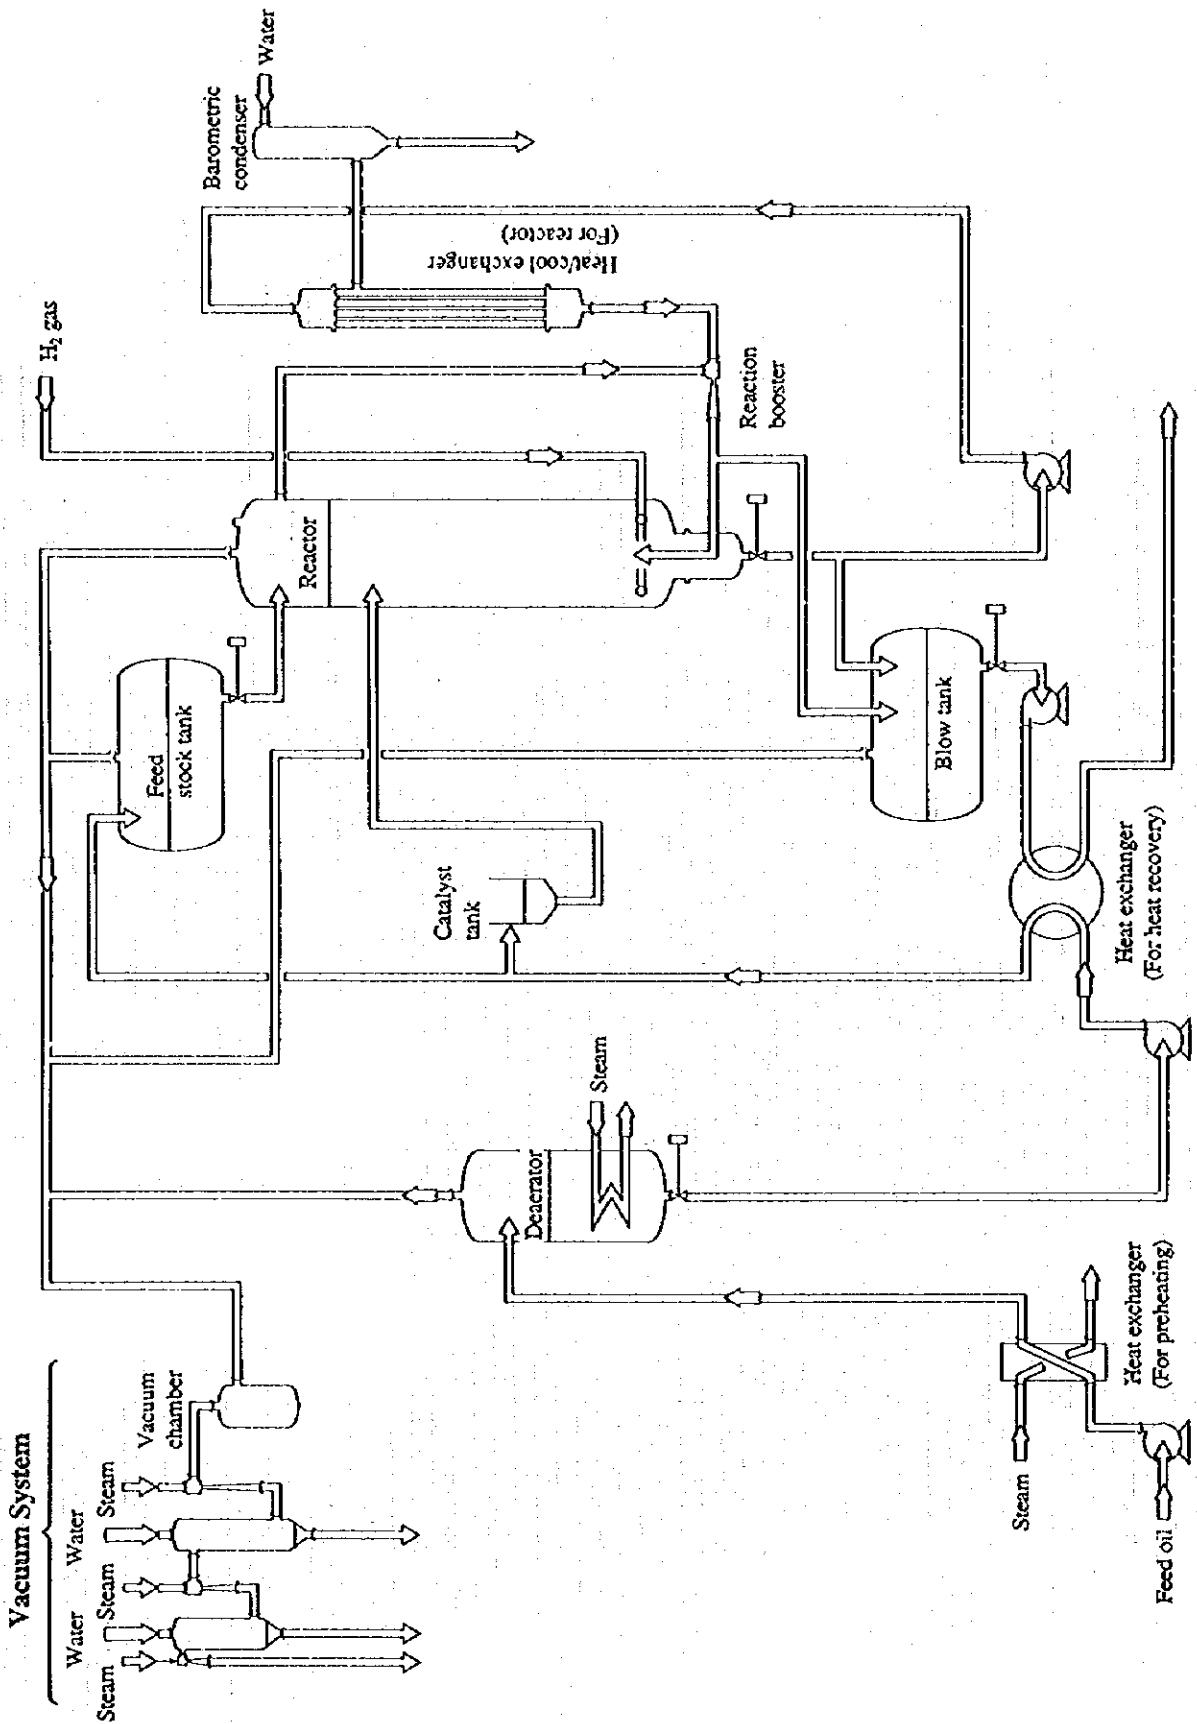 Vacuum System
Steam
Water
Steam
Water
Steam
Vacuum
chamber
Feed
stock tank
H₂ gas
Water
Barometric
condenser
Reactor
Heat/cool exchanger
(For reactor)
Reaction
booster
Catalyst
tank
Steam
Deaerator
Blow tank
Steam
Feed oil
Heat exchanger
(For preheating)
Heat exchanger
(For heat recovery)